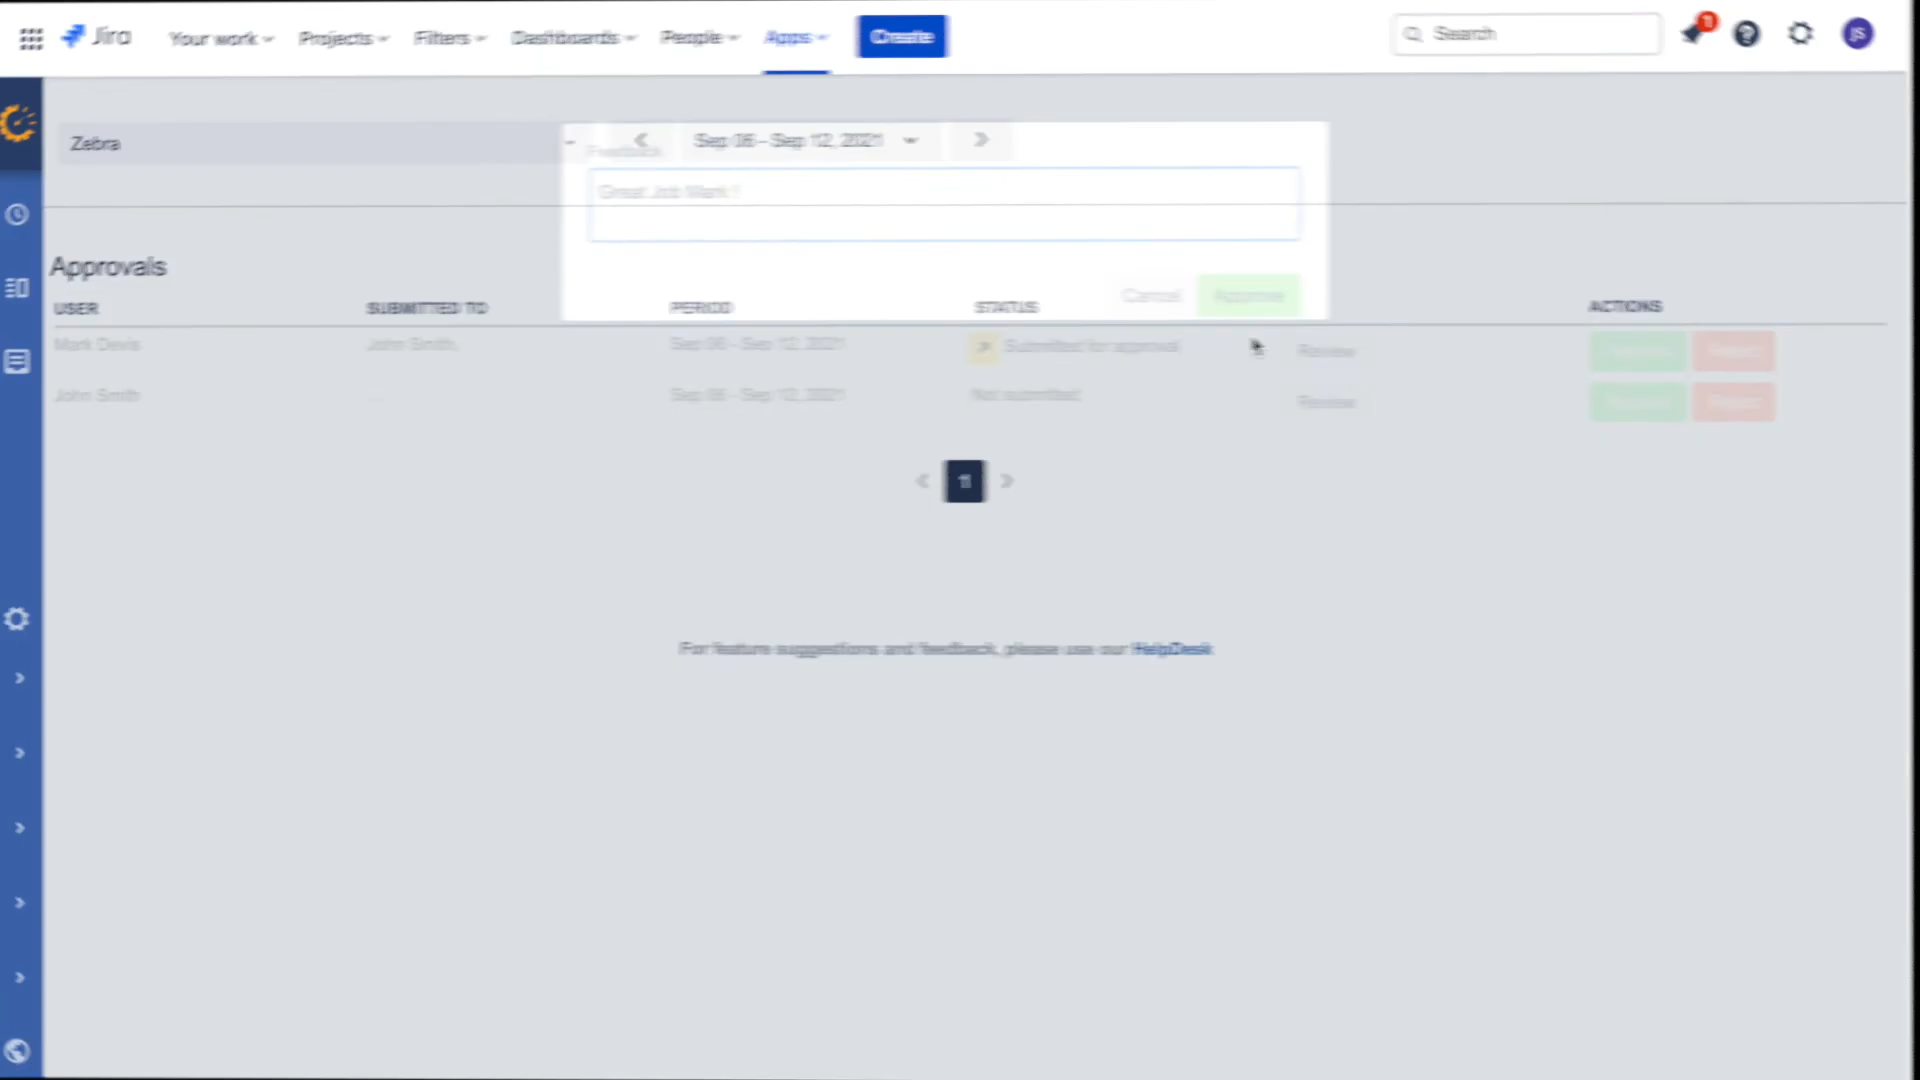 Jira Your work Projects Filters Dashboards People Apps Create Search 1 JS
Zebra
Sep 06 - Sep 12, 2021
Feedback
Great Job Mark !
Cancel Approve
Approvals
USER SUBMITTED TO PERIOD STATUS ACTIONS
Mark Davis John Smith, Sep 06 - Sep 12, 2021 Submitted for approval Review
John Smith Sep 06 - Sep 12, 2021 Not submitted Review
1
For feature suggestions and feedback, please use our HelpDesk